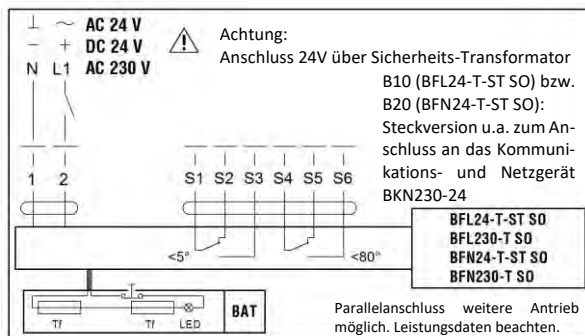 ⊥ ~ AC 24 V
− + DC 24 V
N L1 AC 230 V
Achtung:
Anschluss 24V über Sicherheits-Transformator
B10 (BFL24-T-ST SO) bzw.
B20 (BFN24-T-ST SO):
Steckversion u.a. zum An-
schluss an das Kommuni-
kations- und Netzgerät
BKN230-24
1 2 S1 S2 S3 S4 S5 S6
<5° <80°
BFL24-T-ST SO
BFL230-T SO
BFN24-T-ST SO
BFN230-T SO
Tf Tf LED BAT
Parallelanschluss weitere Antrieb
möglich. Leistungsdaten beachten.